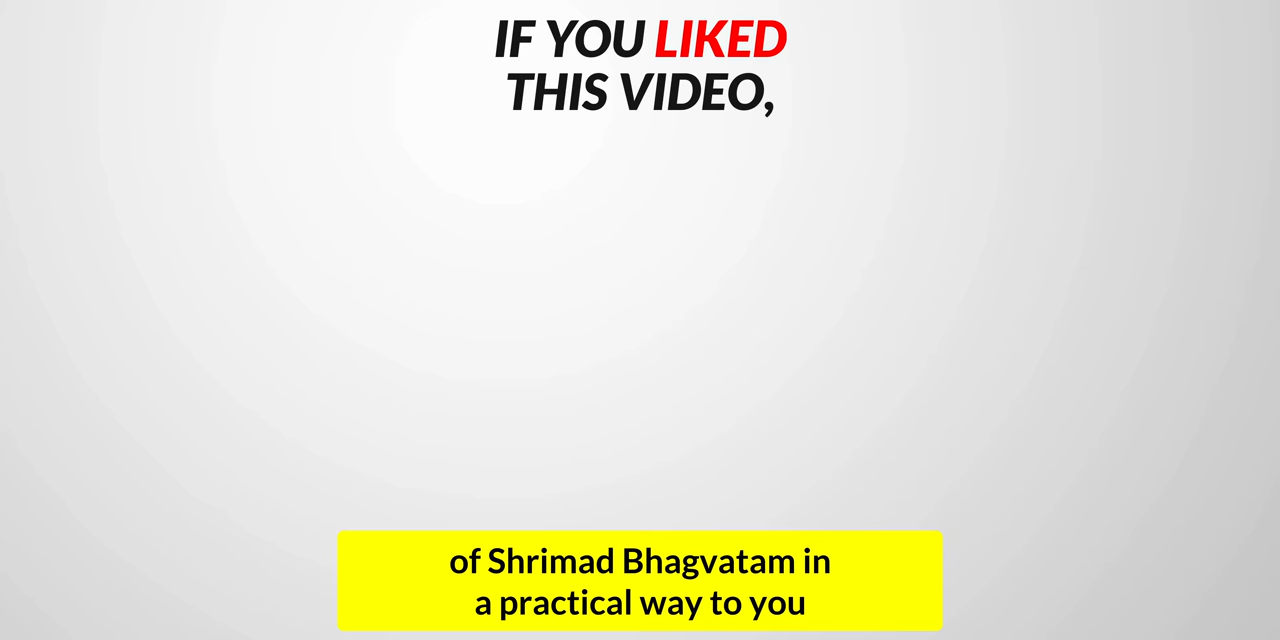 IF YOU LIKED
THIS VIDEO,
of Shrimad Bhagvatam in
a practical way to you